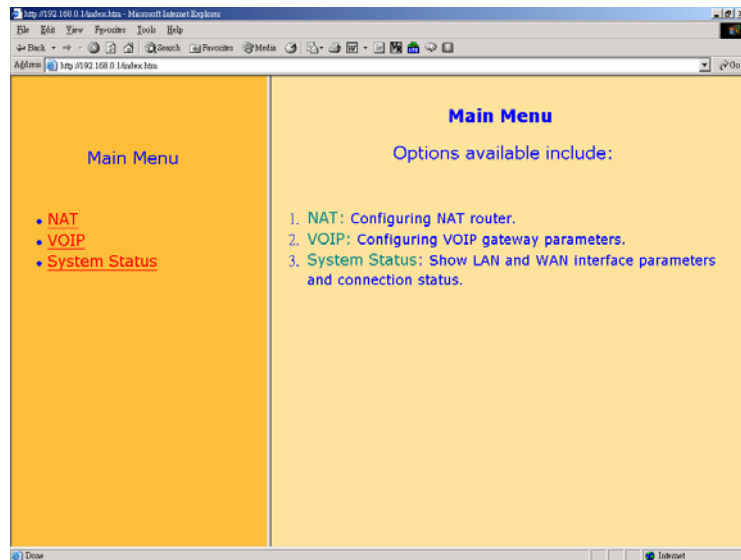 http://192.168.0.1/index.htm - Microsoft Internet Explorer
File Edit View Favorites Tools Help
Back Search Favorites Media
Address http://192.168.0.1/index.htm Go
Main Menu
• NAT
• VOIP
• System Status
Main Menu
Options available include:
1. NAT: Configuring NAT router.
2. VOIP: Configuring VOIP gateway parameters.
3. System Status: Show LAN and WAN interface parameters
and connection status.
Done
Internet